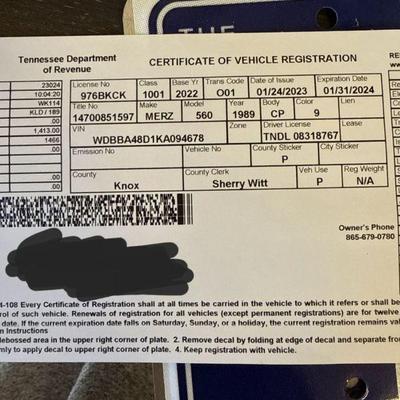 THE
Tennessee Department
of Revenue
CERTIFICATE OF VEHICLE REGISTRATION
RE
www
23024
10:04:20
WK114
KLD / 189
.00
1,413.00
1466
.00
.00
.00
License No Class Base Yr Trans Code Date of Issue Expiration Date
976BKCK 1001 2022 O01 01/24/2023 01/31/2024
Title No Make Model Year Body Color Lien
14700851597 MERZ 560 1989 CP 9
VIN Zone Driver License Lease
WDBBA48D1KA094678 TNDL 08318767
Emission No Vehicle No County Sticker City Sticker
P
County County Clerk Veh Use Reg Weight
Knox Sherry Witt P N/A
Owner's Phone
865-679-0780
4-108 Every Certificate of Registration shall at all times be carried in the vehicle to which it refers or shall be
rol of such vehicle. Renewals of registration for all vehicles (except permanent registrations) are for twelve
date. If the current expiration date falls on Saturday, Sunday, or a holiday, the current registration remains val
n Instructions
debossed area in the upper right corner of plate. 2. Remove decal by folding at edge of decal and separate from
mly to apply decal to upper right corner of plate. 4. Keep registration with vehicle.